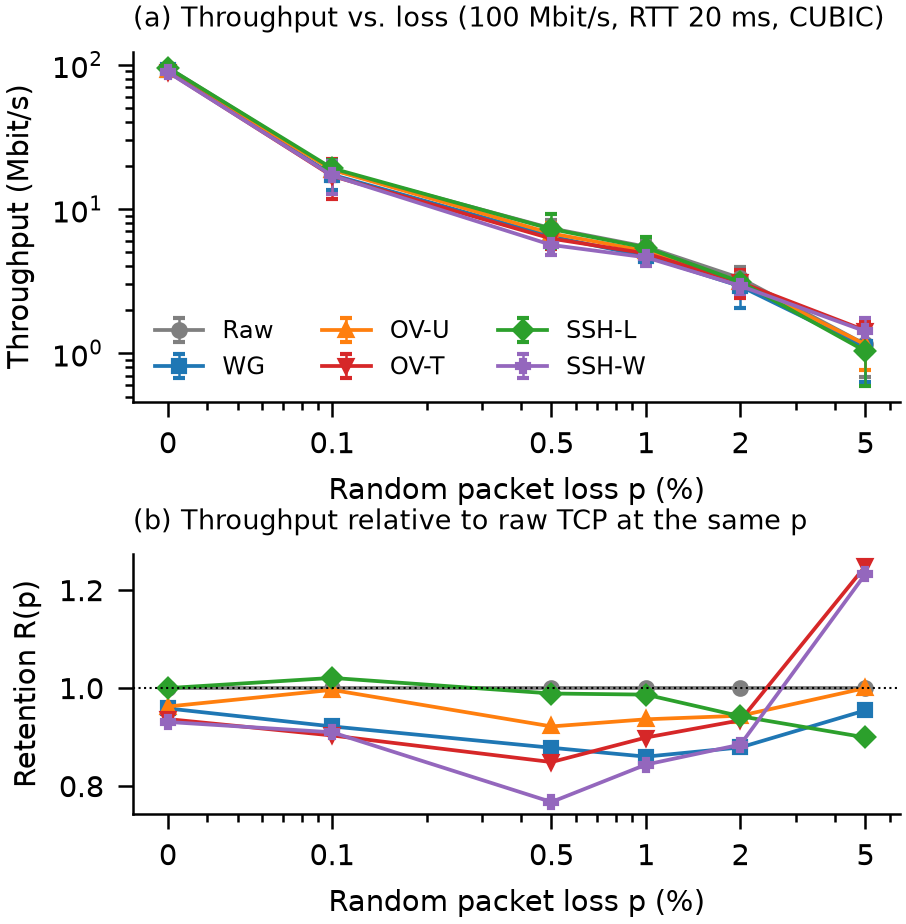 (a) Throughput vs. loss (100 Mbit/s, RTT 20 ms, CUBIC)
Throughput (Mbit/s)
10²
10¹
10⁰
Raw
WG
OV-U
OV-T
SSH-L
SSH-W
0 0.1 0.5 1 2 5
Random packet loss p (%)
(b) Throughput relative to raw TCP at the same p
Retention R(p)
1.2
1.0
0.8
0 0.1 0.5 1 2 5
Random packet loss p (%)